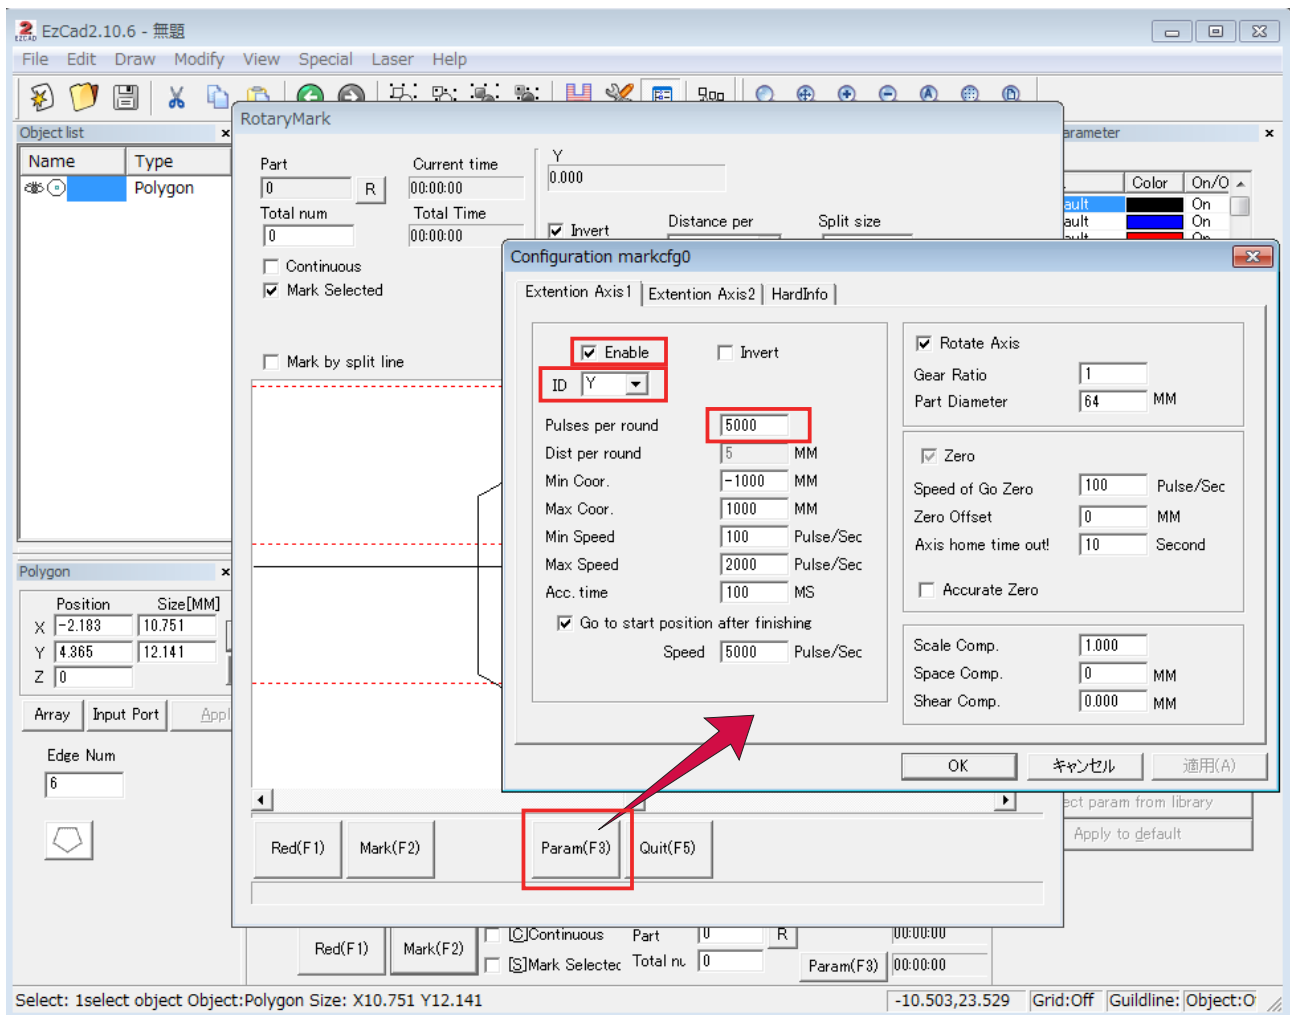 EzCad2.10.6 - 無題
File Edit Draw Modify View Special Laser Help
Object list
Name Type
Polygon
RotaryMark
Part
0
R
Current time
00:00:00
Total num
0
Total Time
00:00:00
Continuous
Mark Selected
Mark by split line
Y
0.000
Invert
Distance per
Split size
Color On/O
On
On
Configuration markcfg0
Extention Axis1 Extention Axis2 HardInfo
Enable
Invert
ID Y
Pulses per round 5000
Dist per round 5 MM
Min Coor. -1000 MM
Max Coor. 1000 MM
Min Speed 100 Pulse/Sec
Max Speed 2000 Pulse/Sec
Acc. time 100 MS
Go to start position after finishing
Speed 5000 Pulse/Sec
Rotate Axis
Gear Ratio 1
Part Diameter 64 MM
Zero
Speed of Go Zero 100 Pulse/Sec
Zero Offset 0 MM
Axis home time out! 10 Second
Accurate Zero
Scale Comp. 1.000
Space Comp. 0 MM
Shear Comp. 0.000 MM
OK キャンセル 適用(A)
Polygon
Position Size[MM]
X -2.183 10.751
Y 4.365 12.141
Z 0
Array Input Port Appl
Edge Num
6
Red(F1) Mark(F2) Param(F3) Quit(F5)
param from library
Apply to default
Red(F1) Mark(F2)
[C]Continuous Part 0 R 00:00:00
[S]Mark Selectec Total nu 0 Param(F3) 00:00:00
Select: 1select object Object:Polygon Size: X10.751 Y12.141
-10.503,23.529 Grid:Off Guildline: Object:O